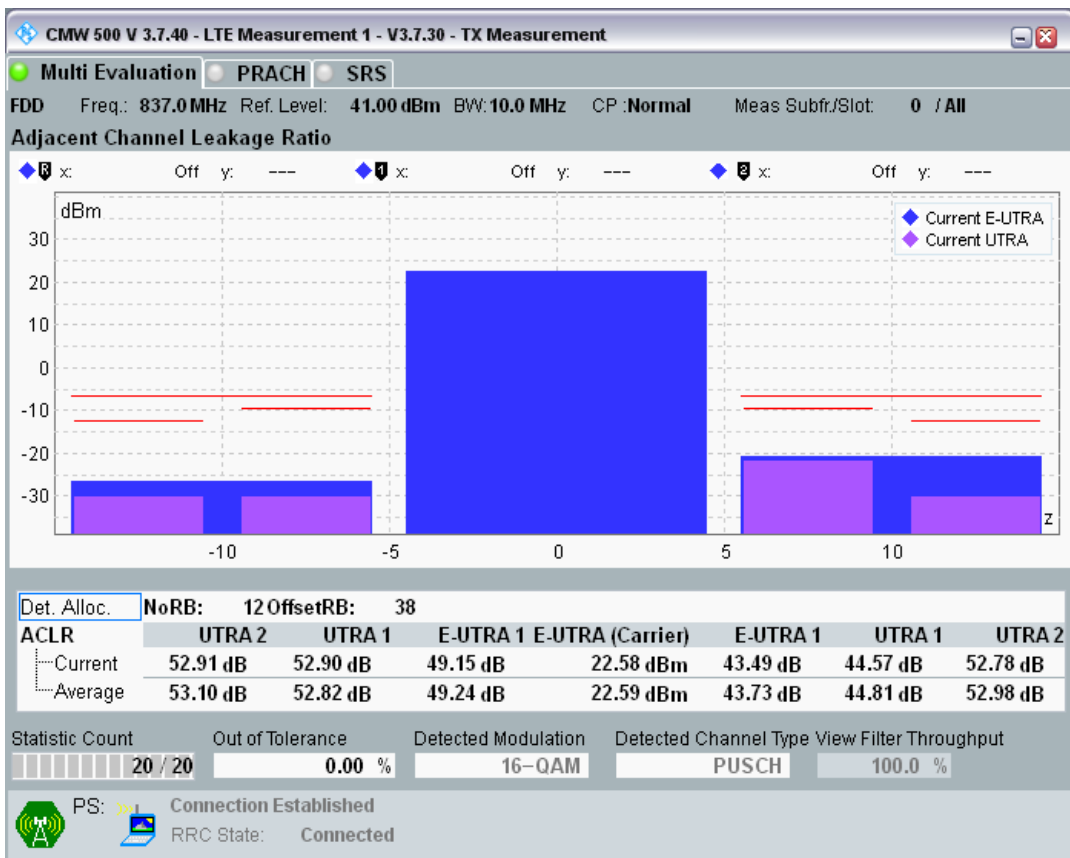 CMW 500 V 3.7.40 - LTE Measurement 1 - V3.7.30 - TX Measurement
Multi Evaluation PRACH SRS
FDD Freq.: 837.0 MHz Ref. Level: 41.00 dBm BW: 10.0 MHz CP :Normal Meas Subfr./Slot: 0 / All
Adjacent Channel Leakage Ratio
R x: Off y: --- 1 x: Off y: --- 2 x: Off y: ---
dBm
Current E-UTRA
Current UTRA
30
20
10
0
-10
-20
-30
z
-10 -5 0 5 10
Det. Alloc. NoRB: 12 OffsetRB: 38
ACLR UTRA 2 UTRA 1 E-UTRA 1 E-UTRA (Carrier) E-UTRA 1 UTRA 1 UTRA 2
Current 52.91 dB 52.90 dB 49.15 dB 22.58 dBm 43.49 dB 44.57 dB 52.78 dB
Average 53.10 dB 52.82 dB 49.24 dB 22.59 dBm 43.73 dB 44.81 dB 52.98 dB
Statistic Count Out of Tolerance Detected Modulation Detected Channel Type View Filter Throughput
20 / 20 0.00 % 16-QAM PUSCH 100.0 %
PS: Connection Established
RRC State: Connected